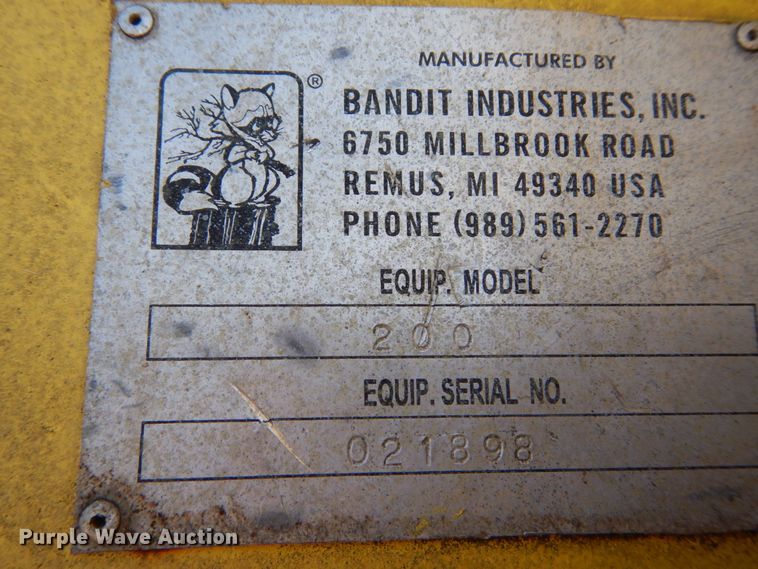 MANUFACTURED BY
®
BANDIT INDUSTRIES, INC.
6750 MILLBROOK ROAD
REMUS, MI 49340 USA
PHONE (989) 561-2270
EQUIP. MODEL
200
EQUIP. SERIAL NO.
021898
Purple Wave Auction®